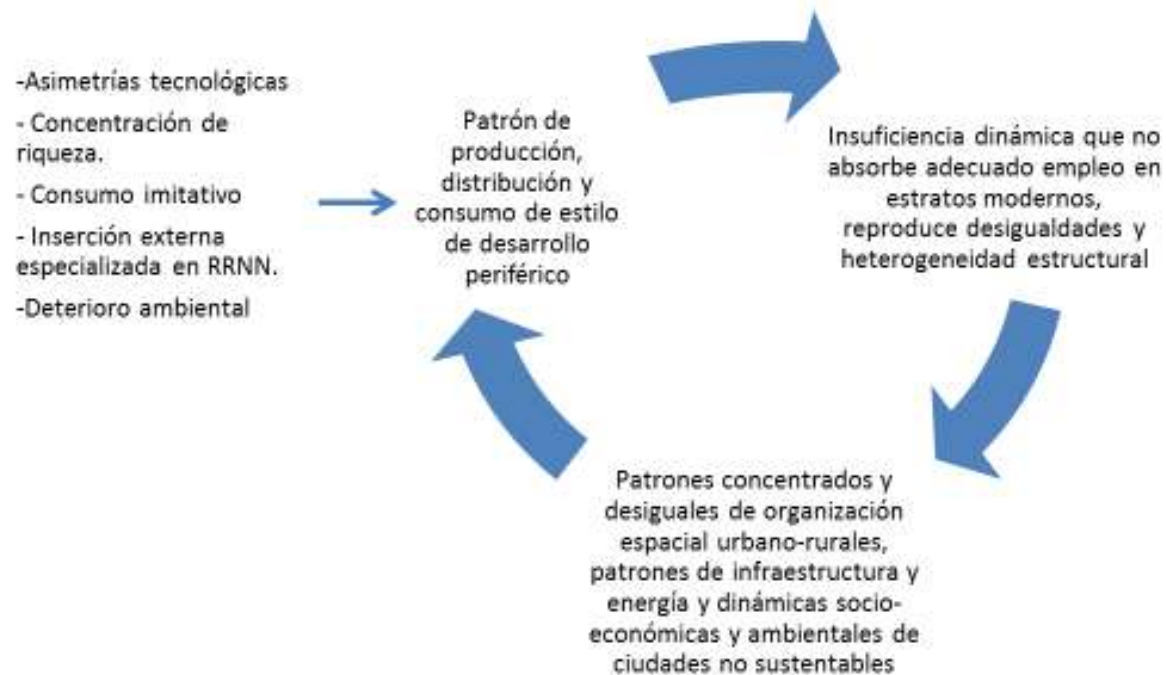 -Asimetrías tecnológicas
- Concentración de
riqueza.
- Consumo imitativo
- Inserción externa
especializada en RRNN.
-Deterioro ambiental
Patrón de
producción,
distribución y
consumo de estilo
de desarrollo
periférico
Insuficiencia dinámica que no
absorbe adecuado empleo en
estratos modernos,
reproduce desigualdades y
heterogeneidad estructural
Patrones concentrados y
desiguales de organización
espacial urbano-rurales,
patrones de infraestructura y
energía y dinámicas socio-
económicas y ambientales de
ciudades no sustentables